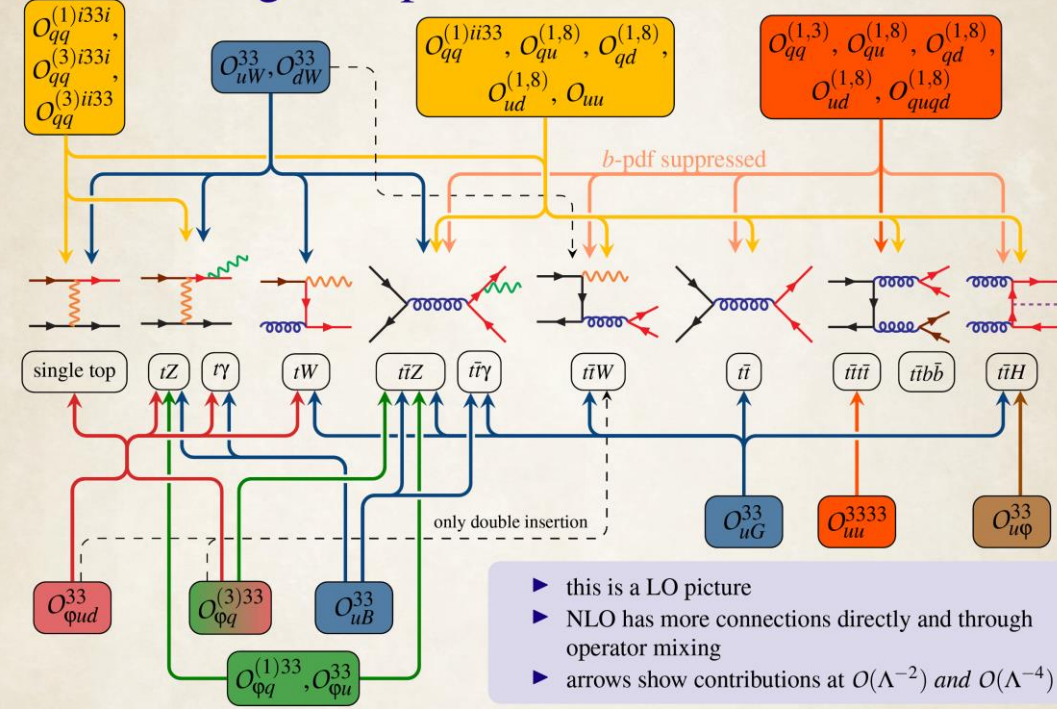 O_{qq}^{(1)i33i},
O_{qq}^{(3)i33i},
O_{qq}^{(3)ii33}
O_{uW}^{33}, O_{dW}^{33}
O_{qq}^{(1)ii33}, O_{qu}^{(1,8)}, O_{qd}^{(1,8)},
O_{ud}^{(1,8)}, O_{uu}
O_{qq}^{(1,3)}, O_{qu}^{(1,8)}, O_{qd}^{(1,8)},
O_{ud}^{(1,8)}, O_{quqd}^{(1,8)}
b-pdf suppressed
single top
tZ
tγ
tW
tt̄Z
tt̄γ
tt̄W
tt̄
tt̄tt̄
tt̄bb̄
tt̄H
only double insertion
O_{φud}^{33}
O_{φq}^{(3)33}
O_{uB}^{33}
O_{uG}^{33}
O_{uu}^{3333}
O_{uφ}^{33}
O_{φq}^{(1)33}, O_{φu}^{33}
▶ this is a LO picture
▶ NLO has more connections directly and through
operator mixing
▶ arrows show contributions at O(Λ⁻²) and O(Λ⁻⁴)